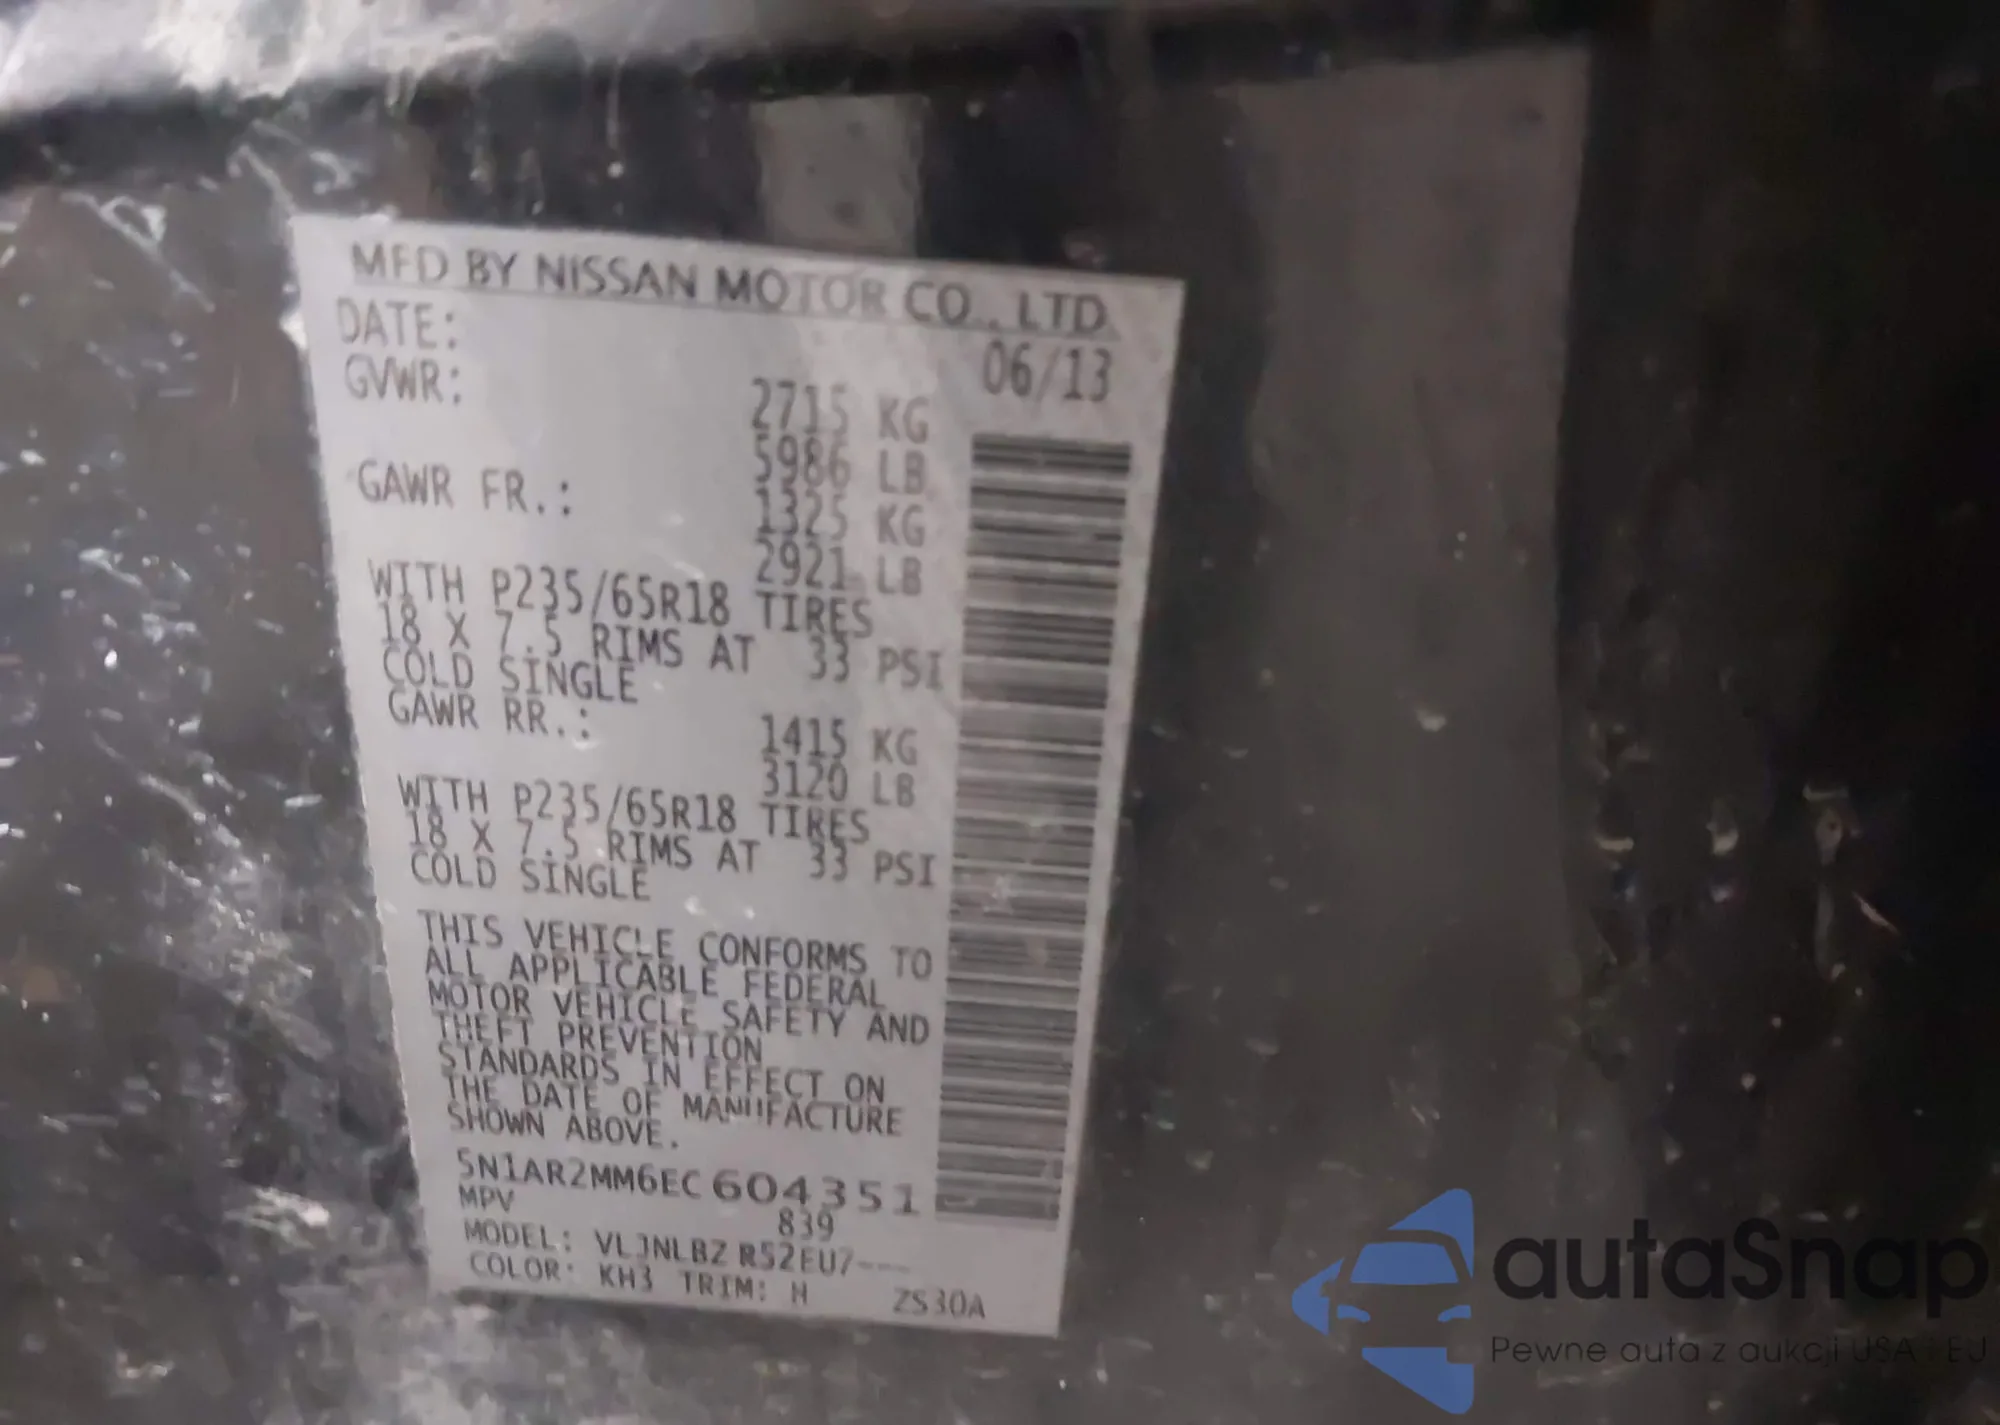 MFD BY NISSAN MOTOR CO., LTD.
DATE: 06/13
GVWR: 2715 KG
5986 LB
GAWR FR.: 1325 KG
2921 LB
WITH P235/65R18 TIRES
18 X 7.5 RIMS AT 33 PSI
COLD SINGLE
GAWR RR.: 1415 KG
3120 LB
WITH P235/65R18 TIRES
18 X 7.5 RIMS AT 33 PSI
COLD SINGLE
THIS VEHICLE CONFORMS TO
ALL APPLICABLE FEDERAL
MOTOR VEHICLE SAFETY AND
THEFT PREVENTION
STANDARDS IN EFFECT ON
THE DATE OF MANUFACTURE
SHOWN ABOVE.
5N1AR2MM6EC604351
MPV 839
MODEL: VLJNLBZ R52EU7---
COLOR: KH3 TRIM: H ZS30A
autaSnap
Pewne auta z aukcji USA i EU